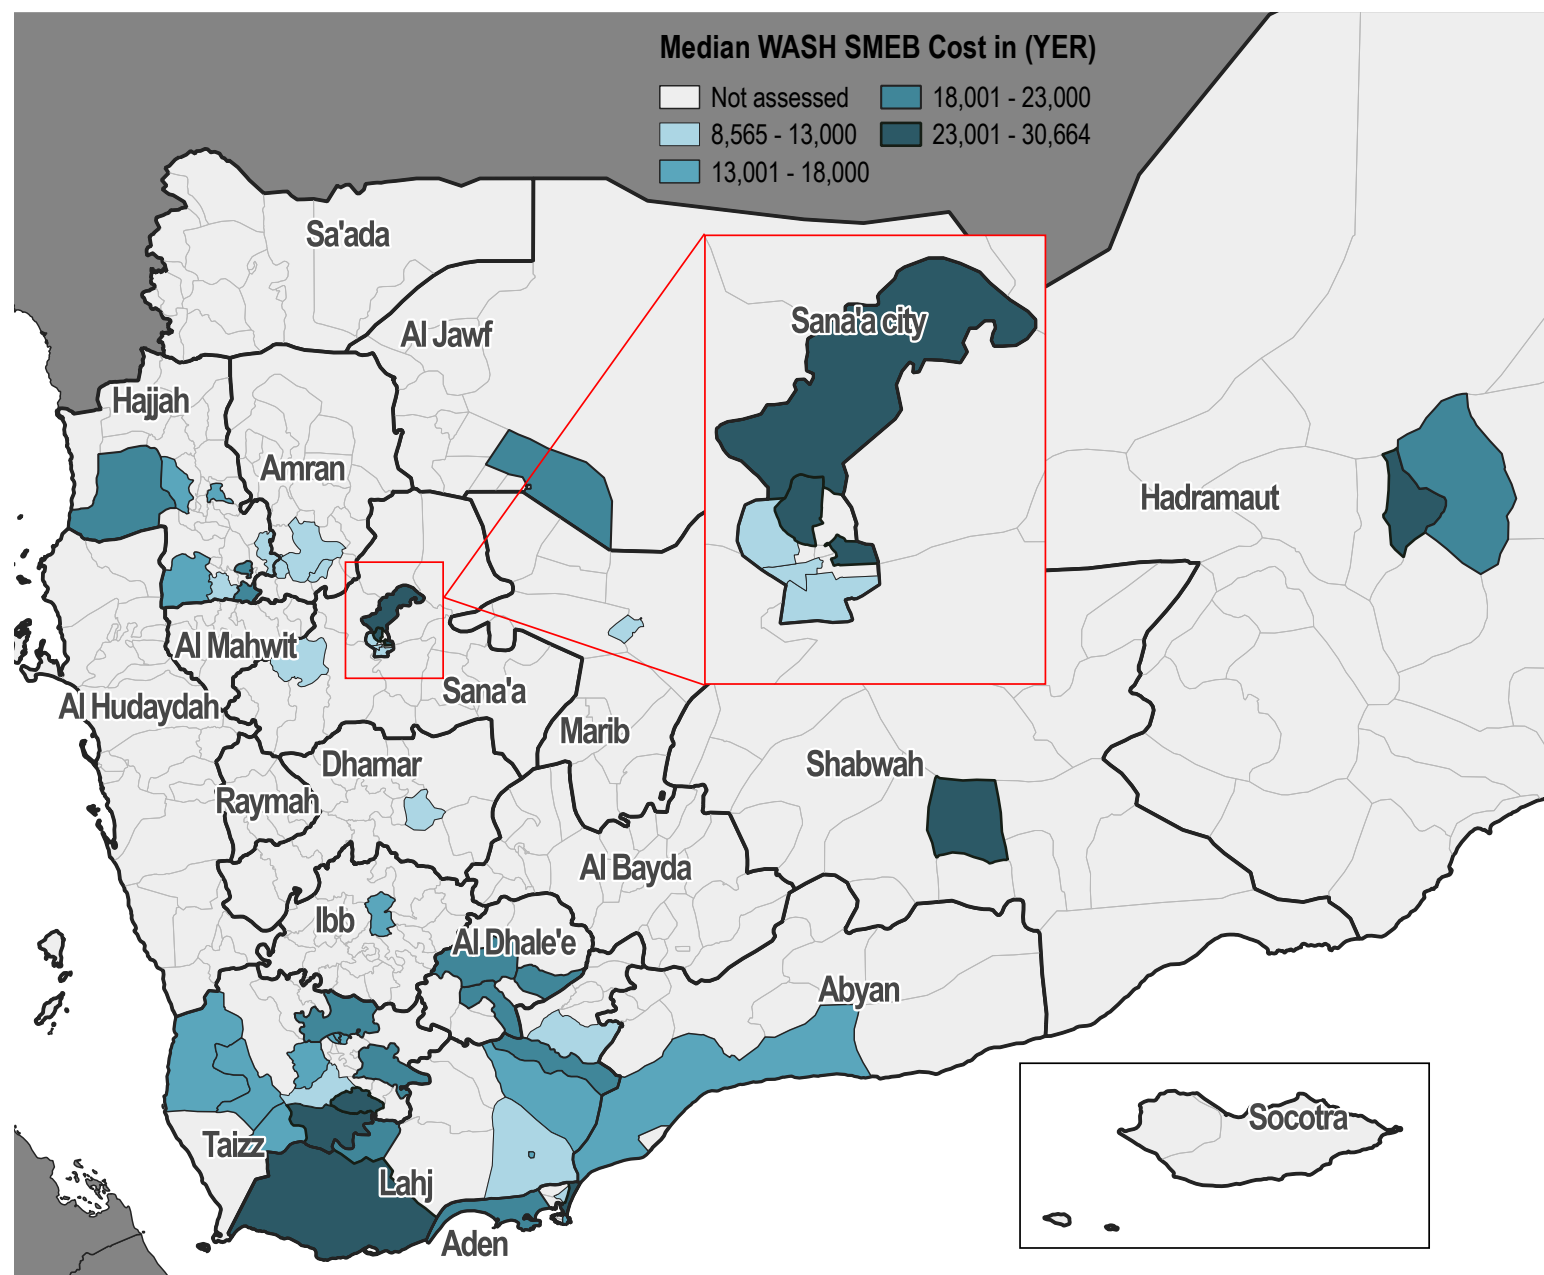 Median WASH SMEB Cost in (YER)
Not assessed
18,001 - 23,000
8,565 - 13,000
23,001 - 30,664
13,001 - 18,000
Sa'ada
Al Jawf
Sana'a city
Hajjah
Amran
Hadramaut
Al Mahwit
Sana'a
Al Hudaydah
Marib
Dhamar
Shabwah
Raymah
Al Bayda
Ibb
Al Dhale'e
Abyan
Socotra
Taizz
Lahj
Aden